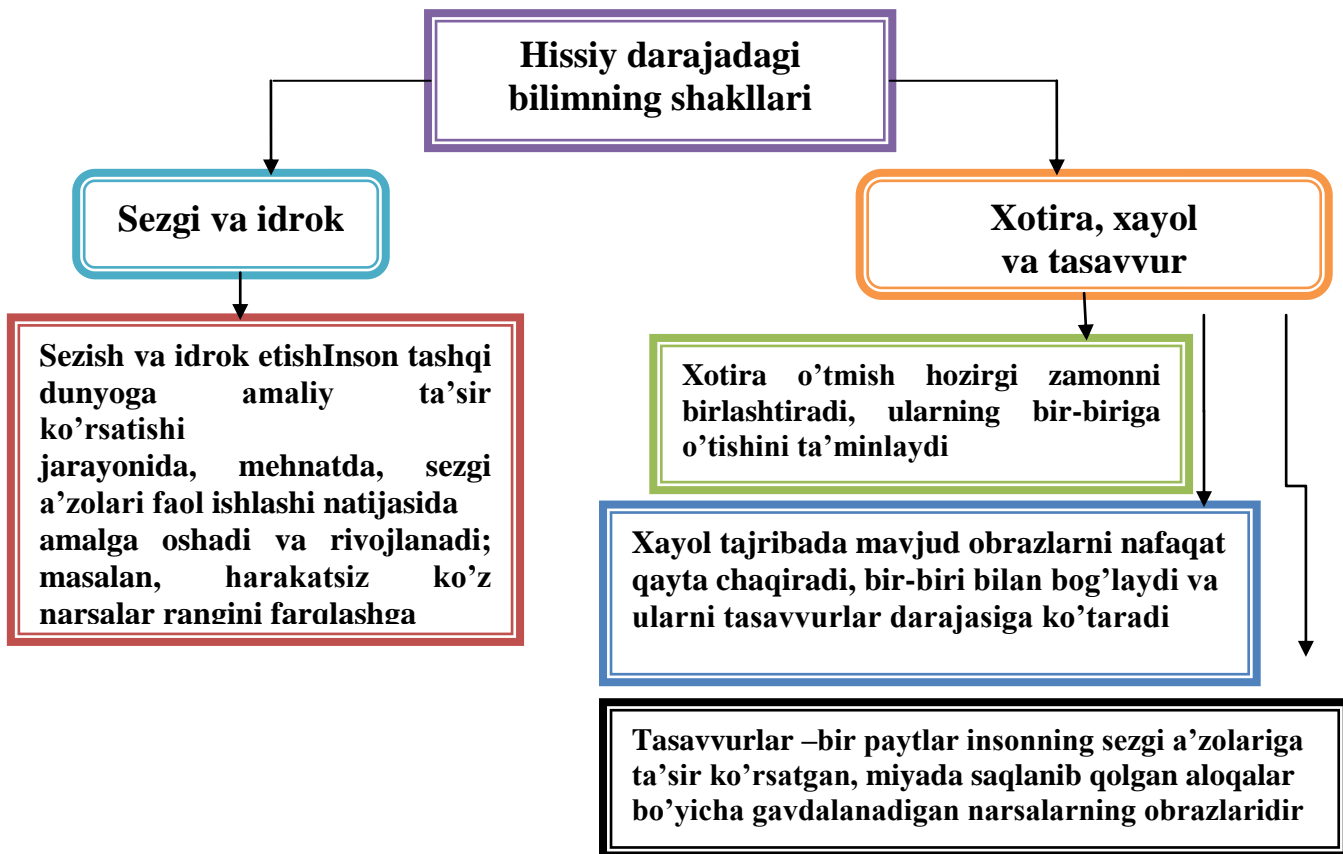 Hissiy darajadagi
bilimning shakllari
Sezgi va idrok
Xotira, xayol
va tasavvur
Sezish va idrok etishInson tashqi
dunyoga amaliy ta’sir
ko’rsatishi
jarayonida, mehnatda, sezgi
a’zolari faol ishlashi natijasida
amalga oshadi va rivojlanadi;
masalan, harakatsiz ko’z
narsalar rangini farqlashga
Xotira o’tmish hozirgi zamonni
birlashtiradi, ularning bir-biriga
o’tishini ta’minlaydi
Xayol tajribada mavjud obrazlarni nafaqat
qayta chaqiradi, bir-biri bilan bog’laydi va
ularni tasavvurlar darajasiga ko’taradi
Tasavvurlar –bir paytlar insonning sezgi a’zolariga
ta’sir ko’rsatgan, miyada saqlanib qolgan aloqalar
bo’yicha gavdalanadigan narsalarning obrazlaridir